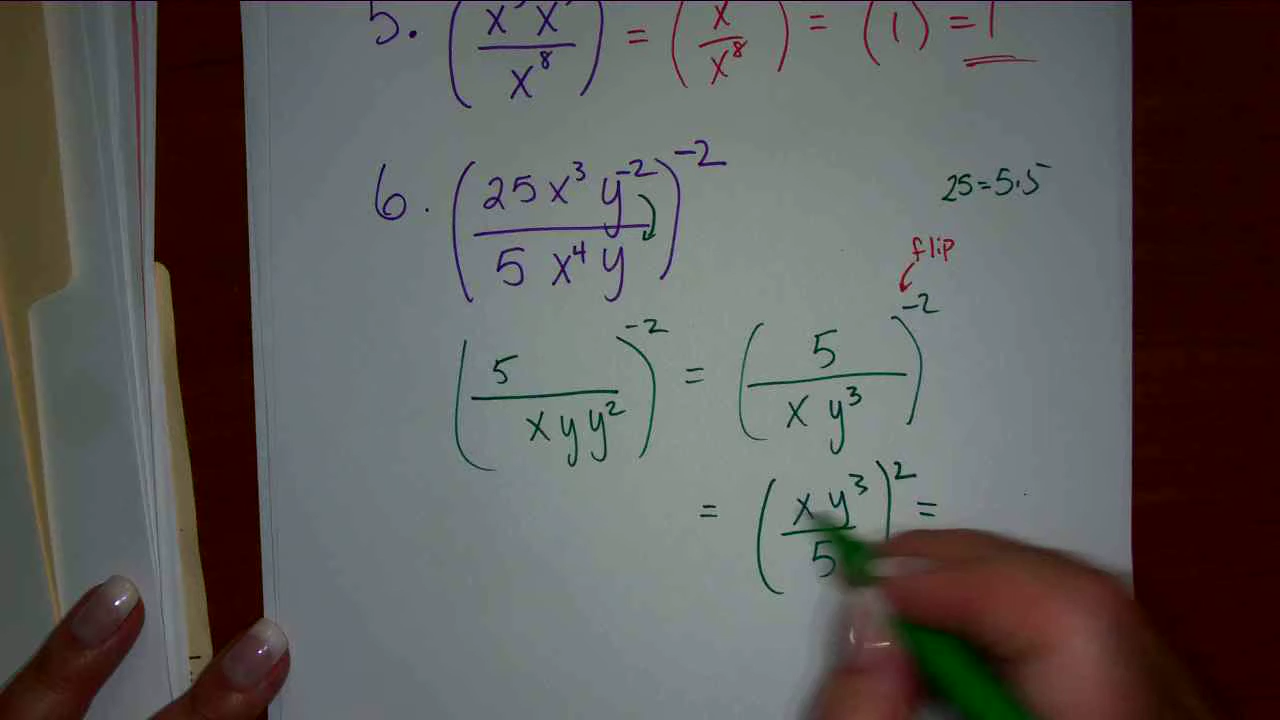 5. (x³x⁵/x⁸) = (x/x⁸) = (1) = 1
6. (25x³y⁻²/5x⁴y)⁻²
25=5·5
flip
(5/xyy²)⁻² = (5/xy³)⁻²
= (xy³/5)² =